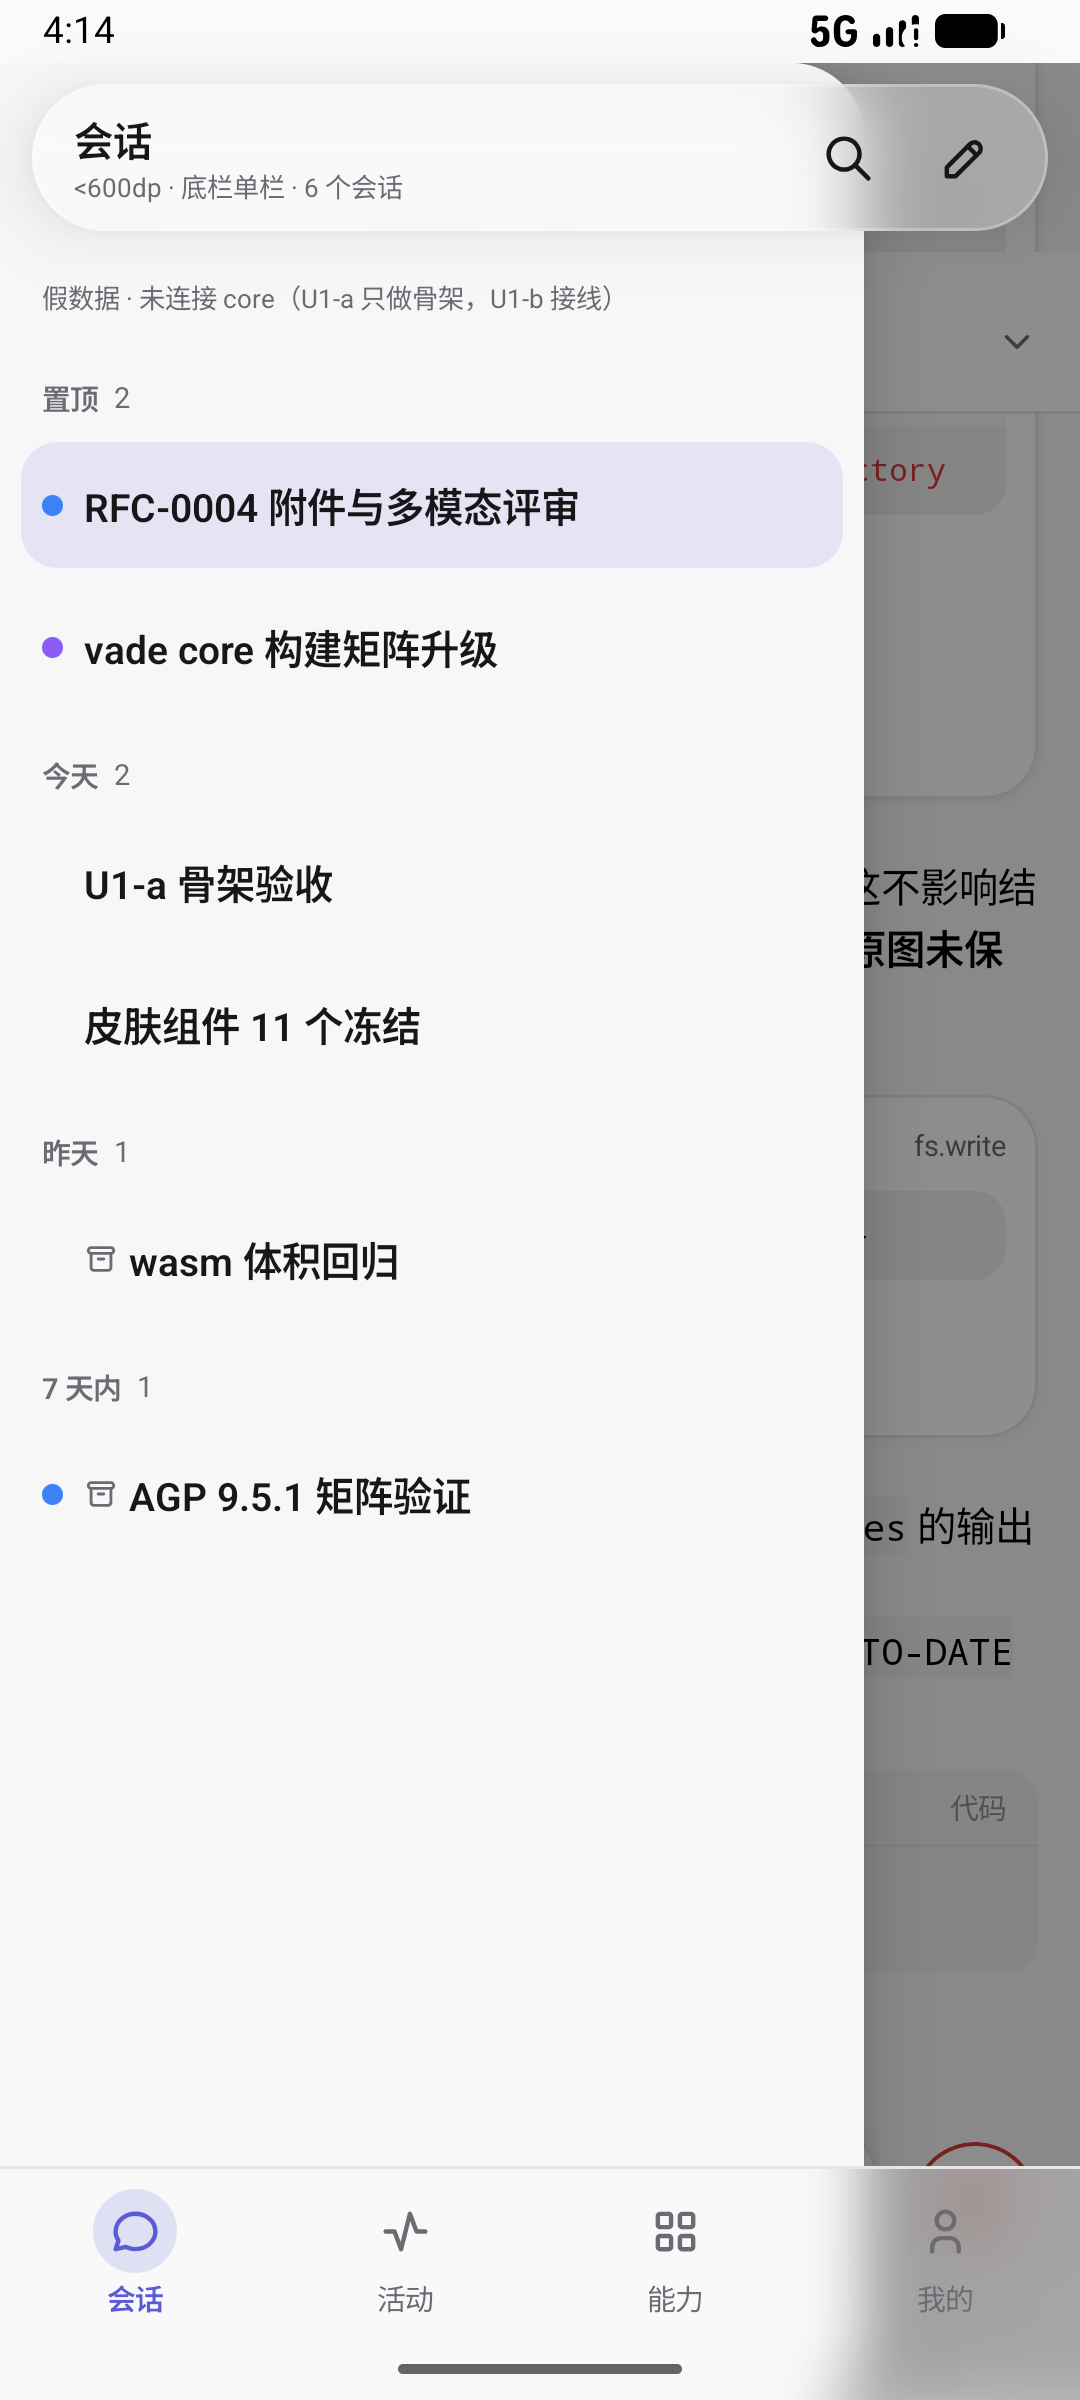 4:14
5G
会话
<600dp · 底栏单栏 · 6 个会话
假数据 · 未连接 core（U1-a 只做骨架，U1-b 接线）
置顶 2
ctory
RFC-0004 附件与多模态评审
vade core 构建矩阵升级
今天 2
U1-a 骨架验收
这不影响结
原图未保
皮肤组件 11 个冻结
昨天 1
fs.write
wasm 体积回归
7 天内 1
AGP 9.5.1 矩阵验证
es 的输出
TO-DATE
代码
会话
活动
能力
我的